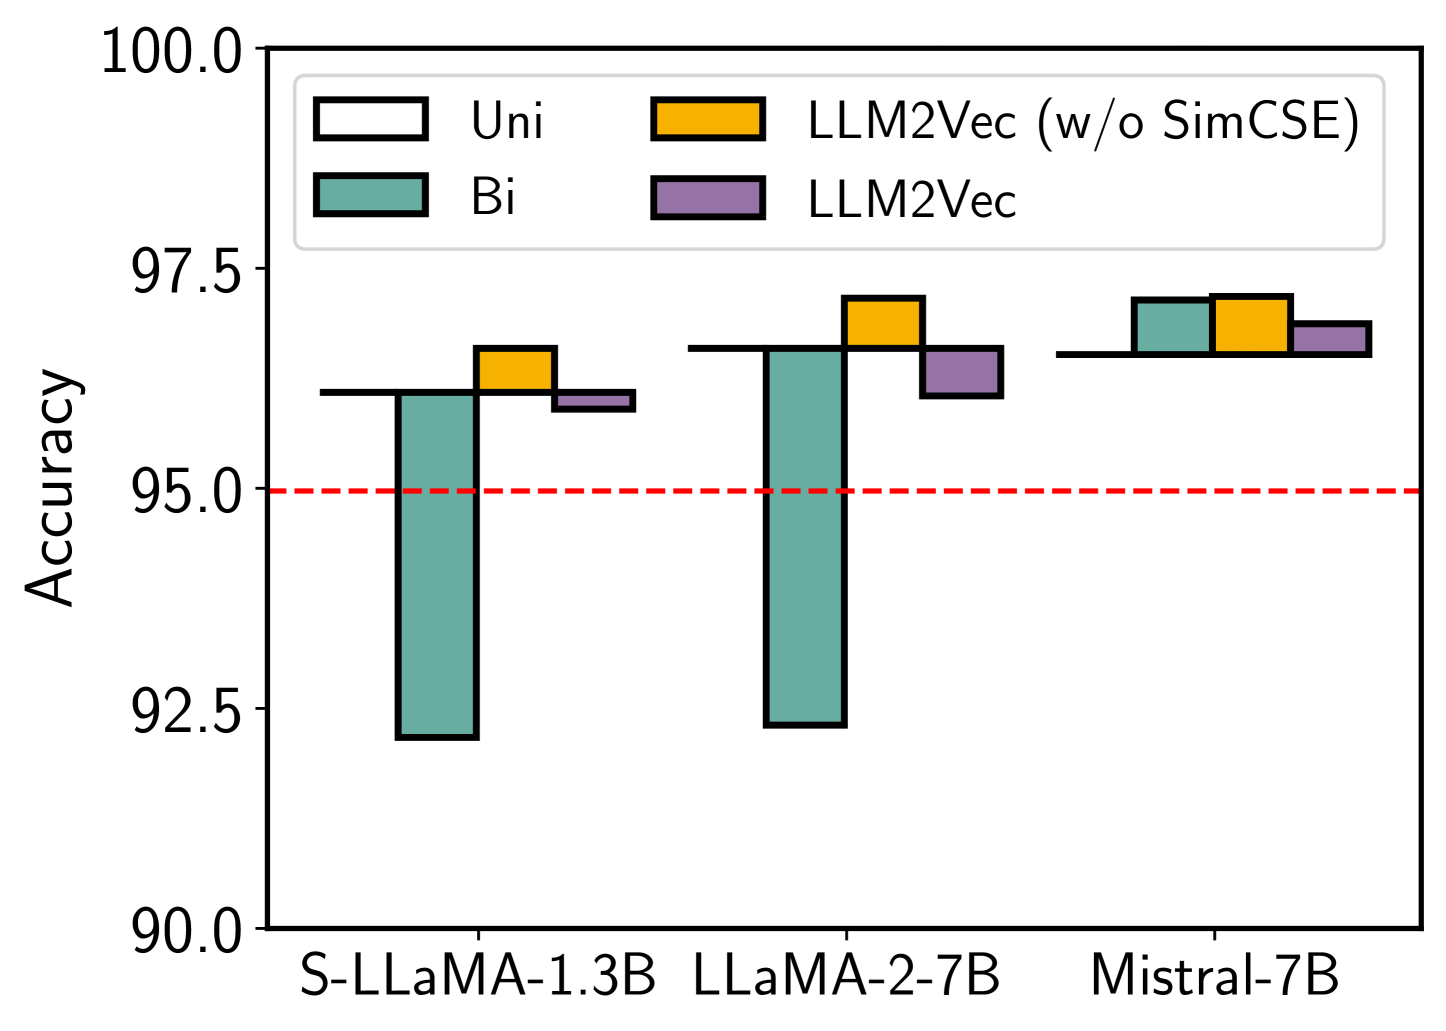 100.0
97.5
95.0
92.5
90.0
Accuracy
Uni
Bi
LLM2Vec (w/o SimCSE)
LLM2Vec
S-LLaMA-1.3B
LLaMA-2-7B
Mistral-7B